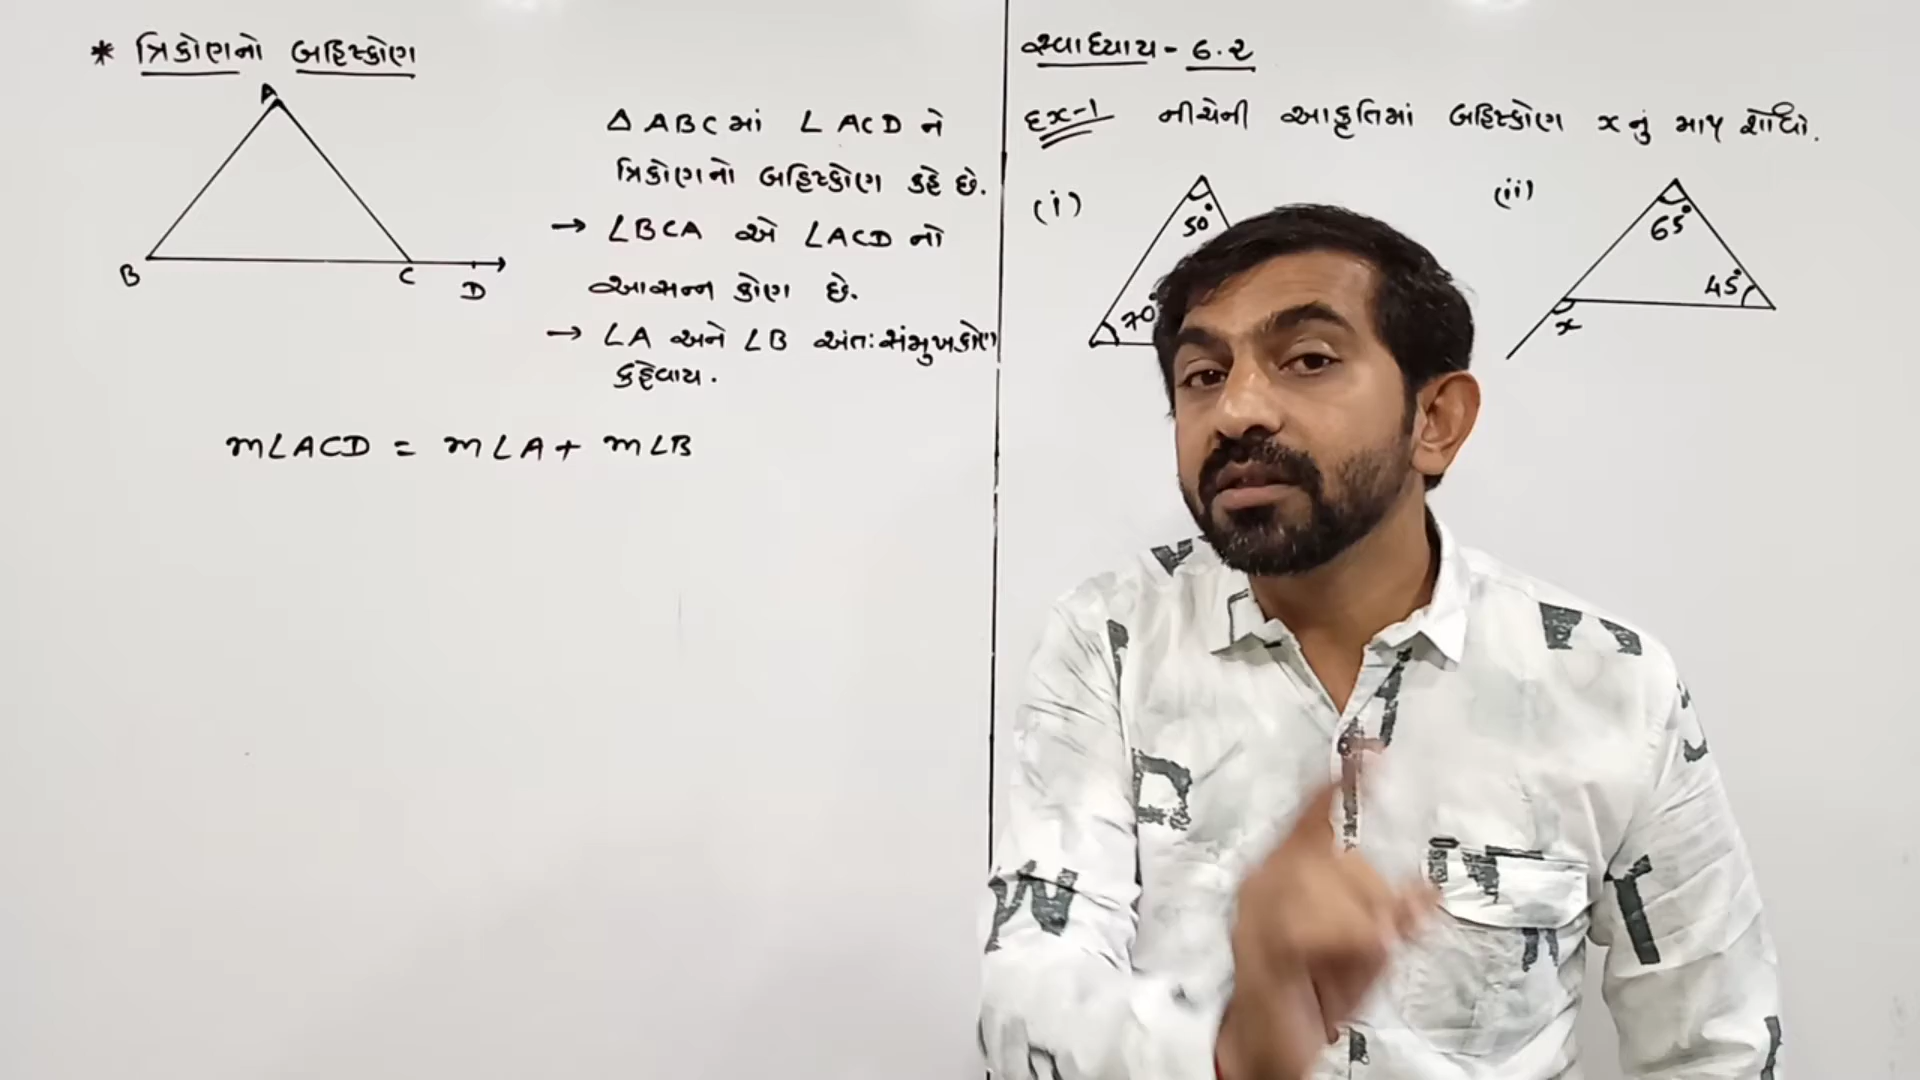 * ત્રિકોણનો બહિષ્કોણ
A
B
C
D
△ ABC માં ∠ ACD ને
ત્રિકોણનો બહિષ્કોણ કહે છે.
→ ∠BCA એ ∠ACD નો
આસન્ન કોણ છે.
→ ∠A અને ∠B અંતઃસંમુખકોણ
કહેવાય.
m∠ACD = m∠A + m∠B
સ્વાધ્યાય - ૬.૨
Ex-1 નીચેની આકૃતિમાં બહિષ્કોણ x નું માપ શોધો.
(i)
50°
70°
(ii)
65°
45°
x